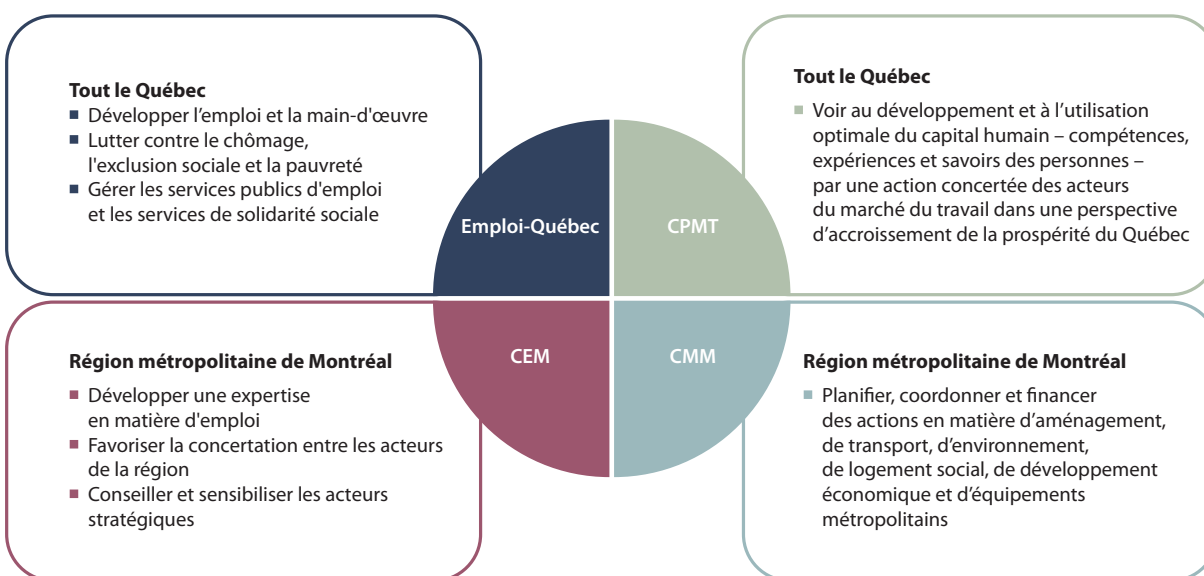 Tout le Québec
■ Développer l'emploi et la main-d'œuvre
■ Lutter contre le chômage,
l'exclusion sociale et la pauvreté
■ Gérer les services publics d'emploi
et les services de solidarité sociale
Emploi-Québec
Tout le Québec
■ Voir au développement et à l'utilisation
optimale du capital humain – compétences,
expériences et savoirs des personnes –
par une action concertée des acteurs
du marché du travail dans une perspective
d'accroissement de la prospérité du Québec
CPMT
Région métropolitaine de Montréal
■ Développer une expertise
en matière d'emploi
■ Favoriser la concertation entre les acteurs
de la région
■ Conseiller et sensibiliser les acteurs
stratégiques
CEM
CMM
Région métropolitaine de Montréal
■ Planifier, coordonner et financer
des actions en matière d'aménagement,
de transport, d'environnement,
de logement social, de développement
économique et d'équipements
métropolitains